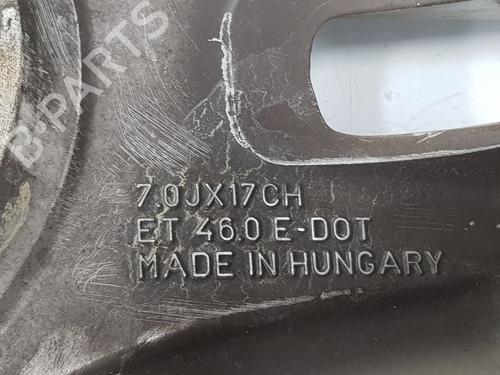 B-PARTS
7.0JX17CH
ET 46.0 E-DOT
MADE IN HUNGARY